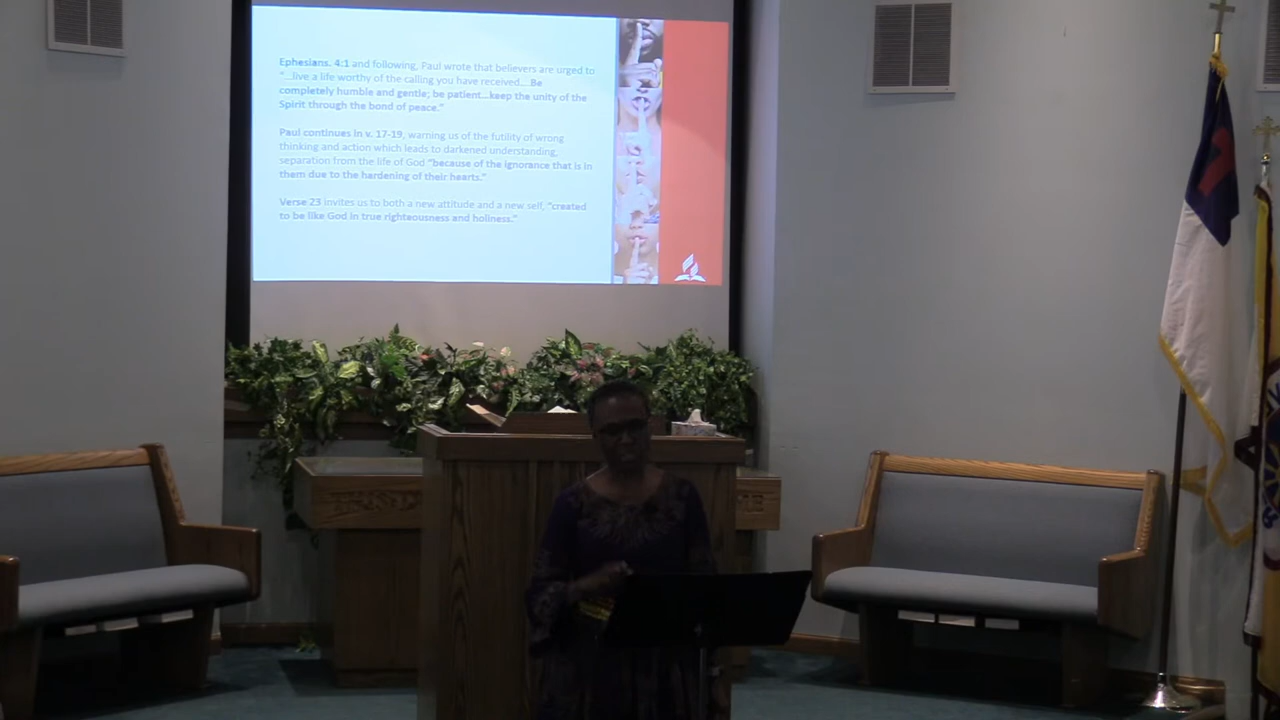 Ephesians. 4:1 and following, Paul wrote that believers are urged to
"...live a life worthy of the calling you have received....Be
completely humble and gentle; be patient...keep the unity of the
Spirit through the bond of peace."
Paul continues in v. 17-19, warning us of the futility of wrong
thinking and action which leads to darkened understanding,
separation from the life of God "because of the ignorance that is in
them due to the hardening of their hearts."
Verse 23 invites us to both a new attitude and a new self, "created
to be like God in true righteousness and holiness."